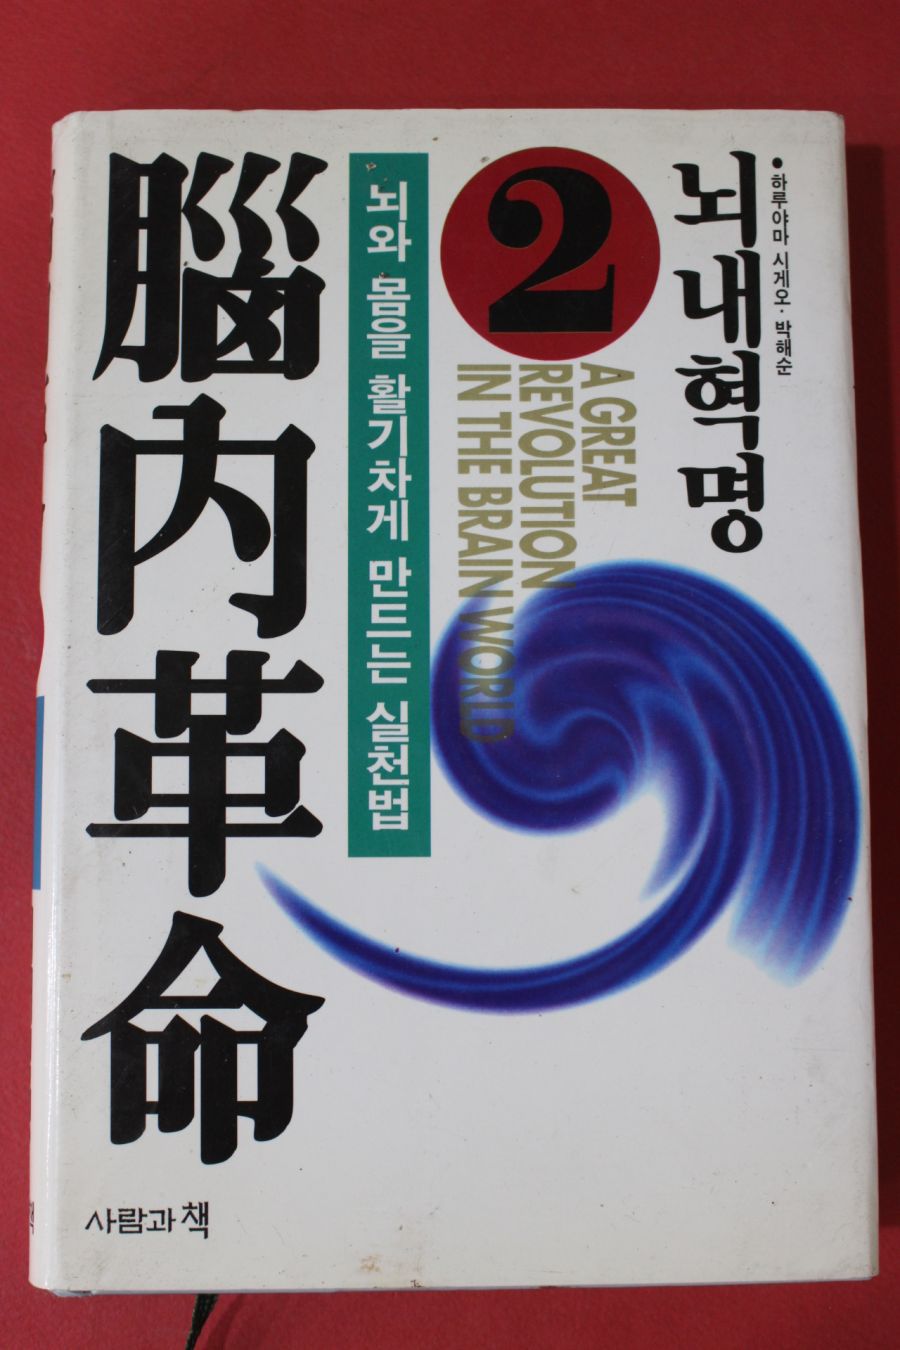 • 하루야마 시게오 · 박해순
뇌내혁명
2
A GREAT
REVOLUTION
IN THE BRAIN WORLD
뇌와 몸을 활기차게 만드는 실천법
腦內革命
사람과 책